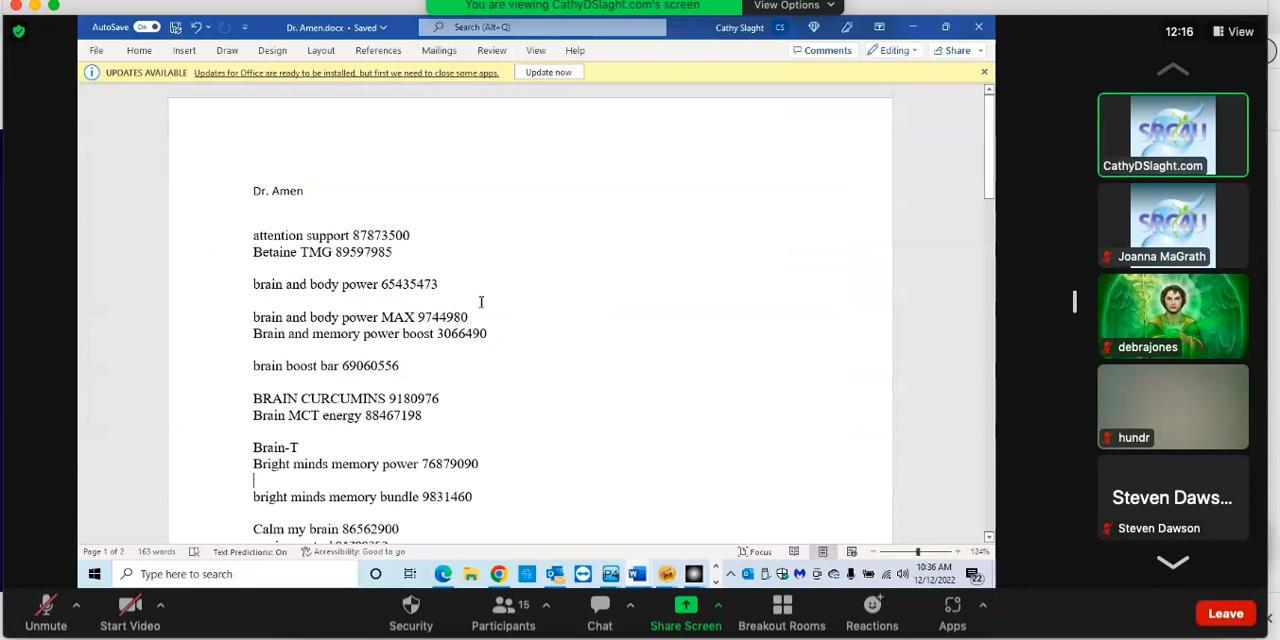 You are viewing CathyDSlaght.com's screen
View Options
AutoSave On
Dr. Amen.docx • Saved
Search (Alt+Q)
Cathy Slaght CS
12:16 View
File Home Insert Draw Design Layout References Mailings Review View Help Comments Editing Share
UPDATES AVAILABLE Updates for Office are ready to be installed, but first we need to close some apps. Update now
Dr. Amen
attention support 87873500
Betaine TMG 89597985
brain and body power 65435473
brain and body power MAX 9744980
Brain and memory power boost 3066490
brain boost bar 69060556
BRAIN CURCUMINS 9180976
Brain MCT energy 88467198
Brain-T
Bright minds memory power 76879090
bright minds memory bundle 9831460
Calm my brain 86562900
SRC4U
CathyDSlaght.com
SRC4U
Joanna MaGrath
debrajones
hundr
Steven Daws...
Steven Dawson
Page 1 of 2 163 words Text Predictions: On Accessibility: Good to go Focus 124%
Type here to search
10:36 AM
12/12/2022
22
Unmute Start Video Security Participants 15 Chat Share Screen Breakout Rooms Reactions Apps Leave